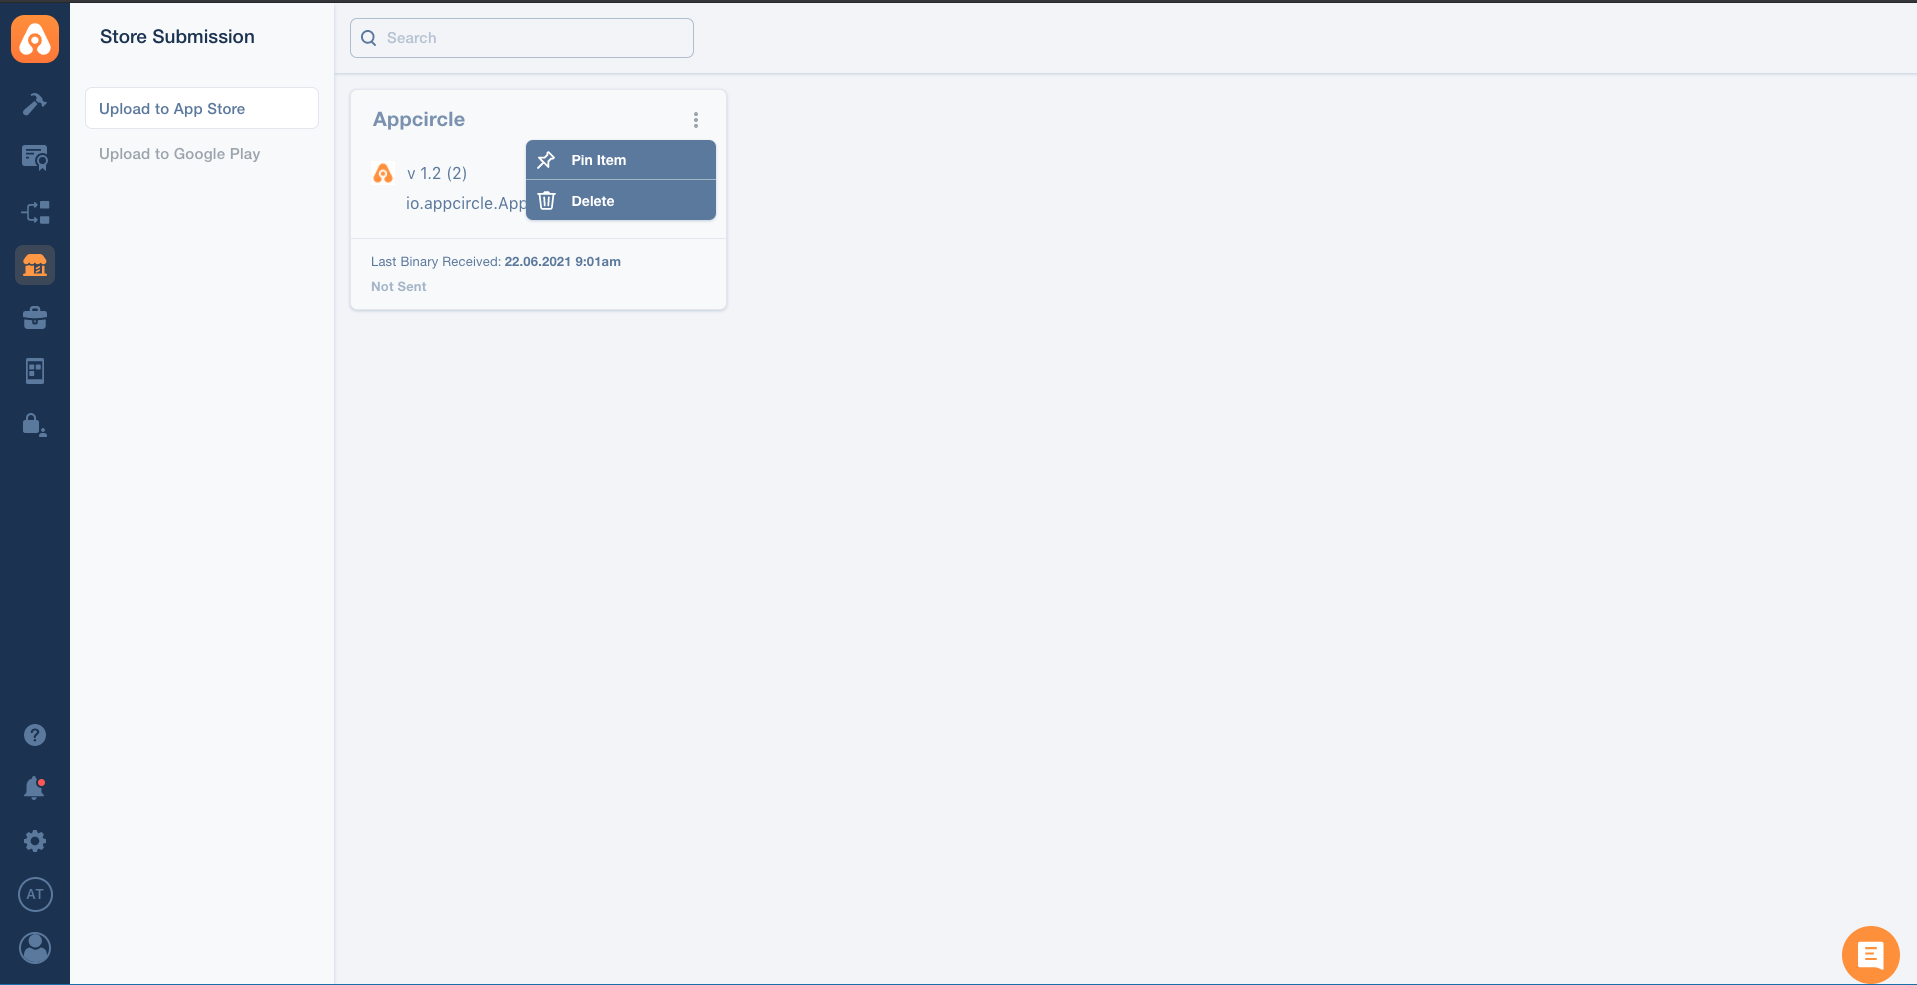 Store Submission
Upload to App Store
Upload to Google Play
Search
Appcircle
Pin Item
v 1.2 (2)
Delete
io.appcircle.App
Last Binary Received: 22.06.2021 9:01am
Not Sent
?
AT